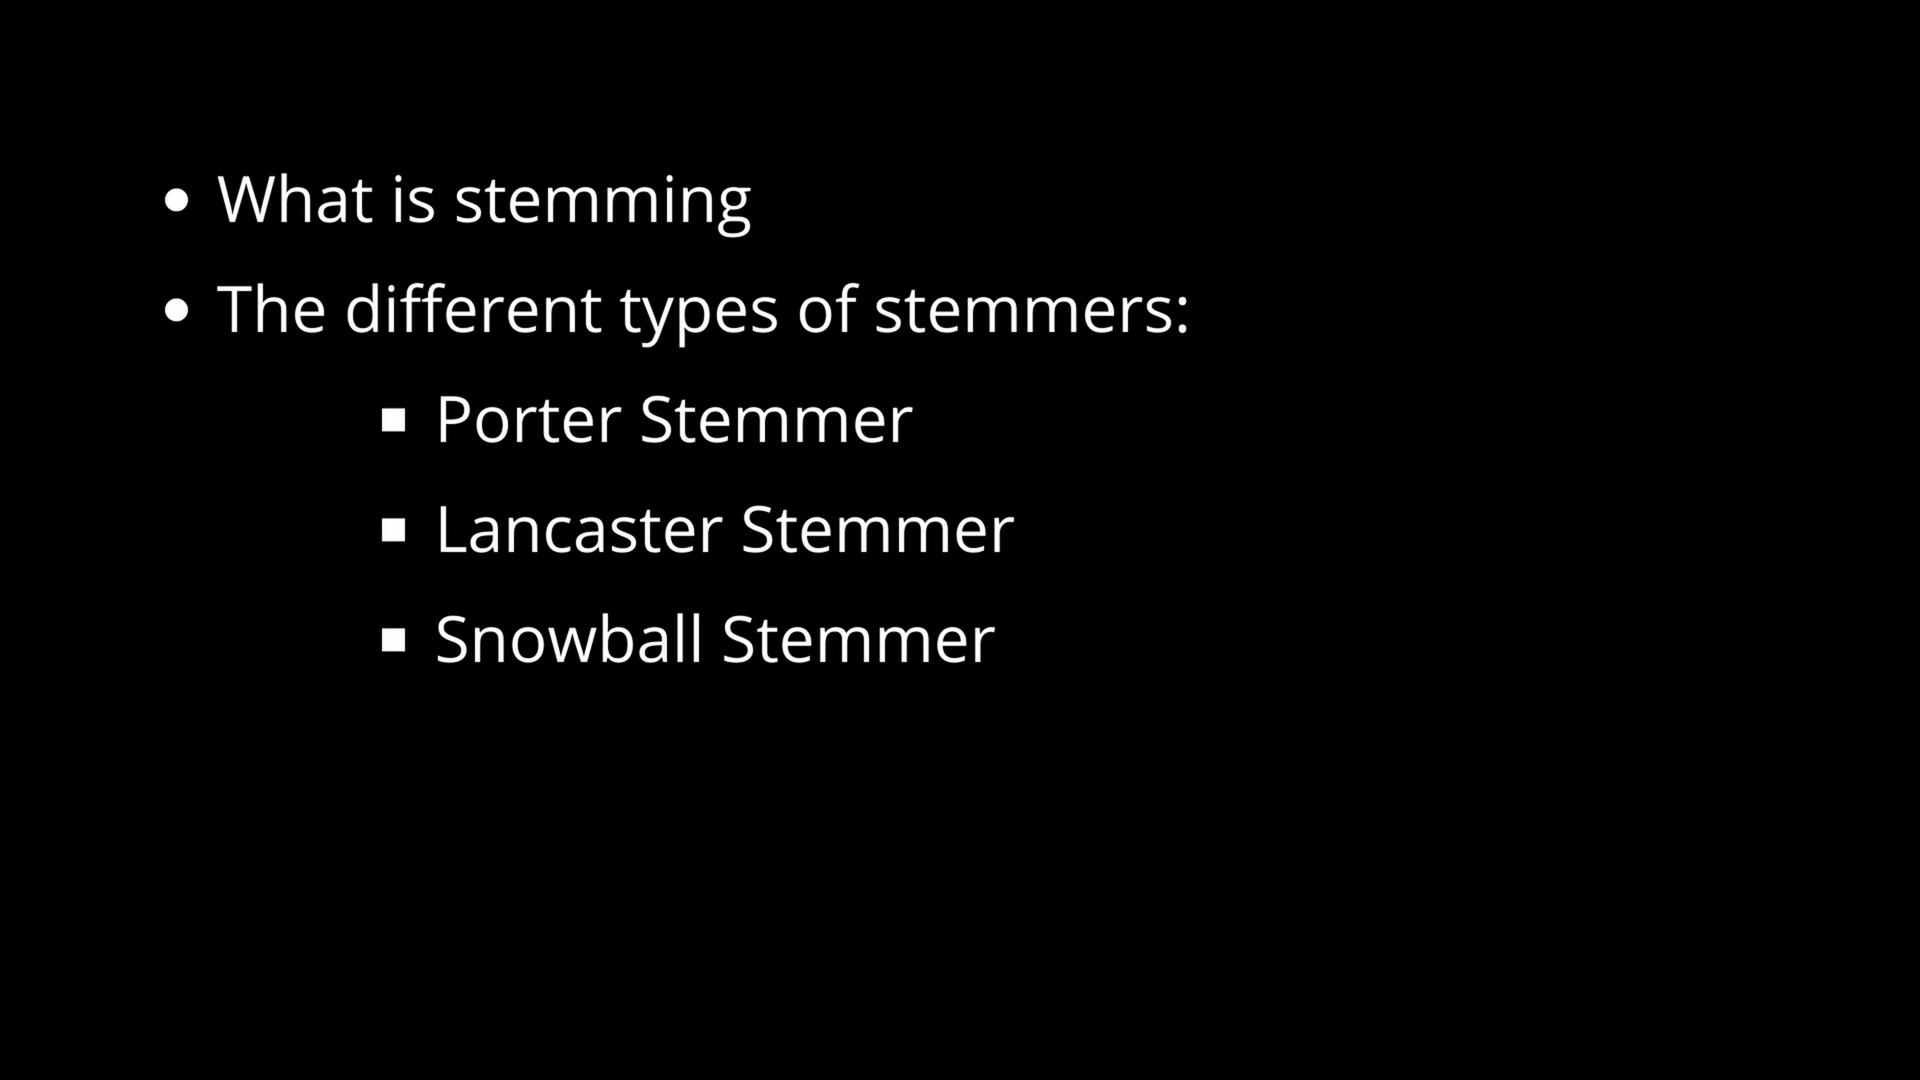 • What is stemming
• The different types of stemmers:
▪ Porter Stemmer
▪ Lancaster Stemmer
▪ Snowball Stemmer